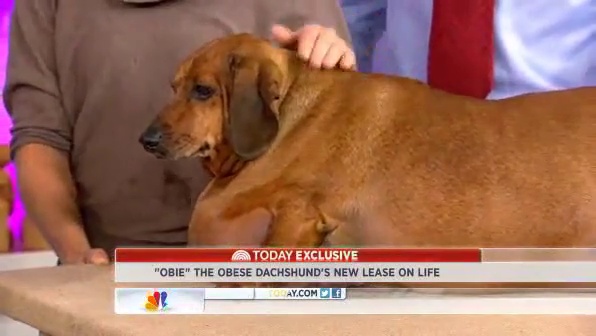 TODAY EXCLUSIVE
"OBIE" THE OBESE DACHSHUND'S NEW LEASE ON LIFE
TODAY.COM